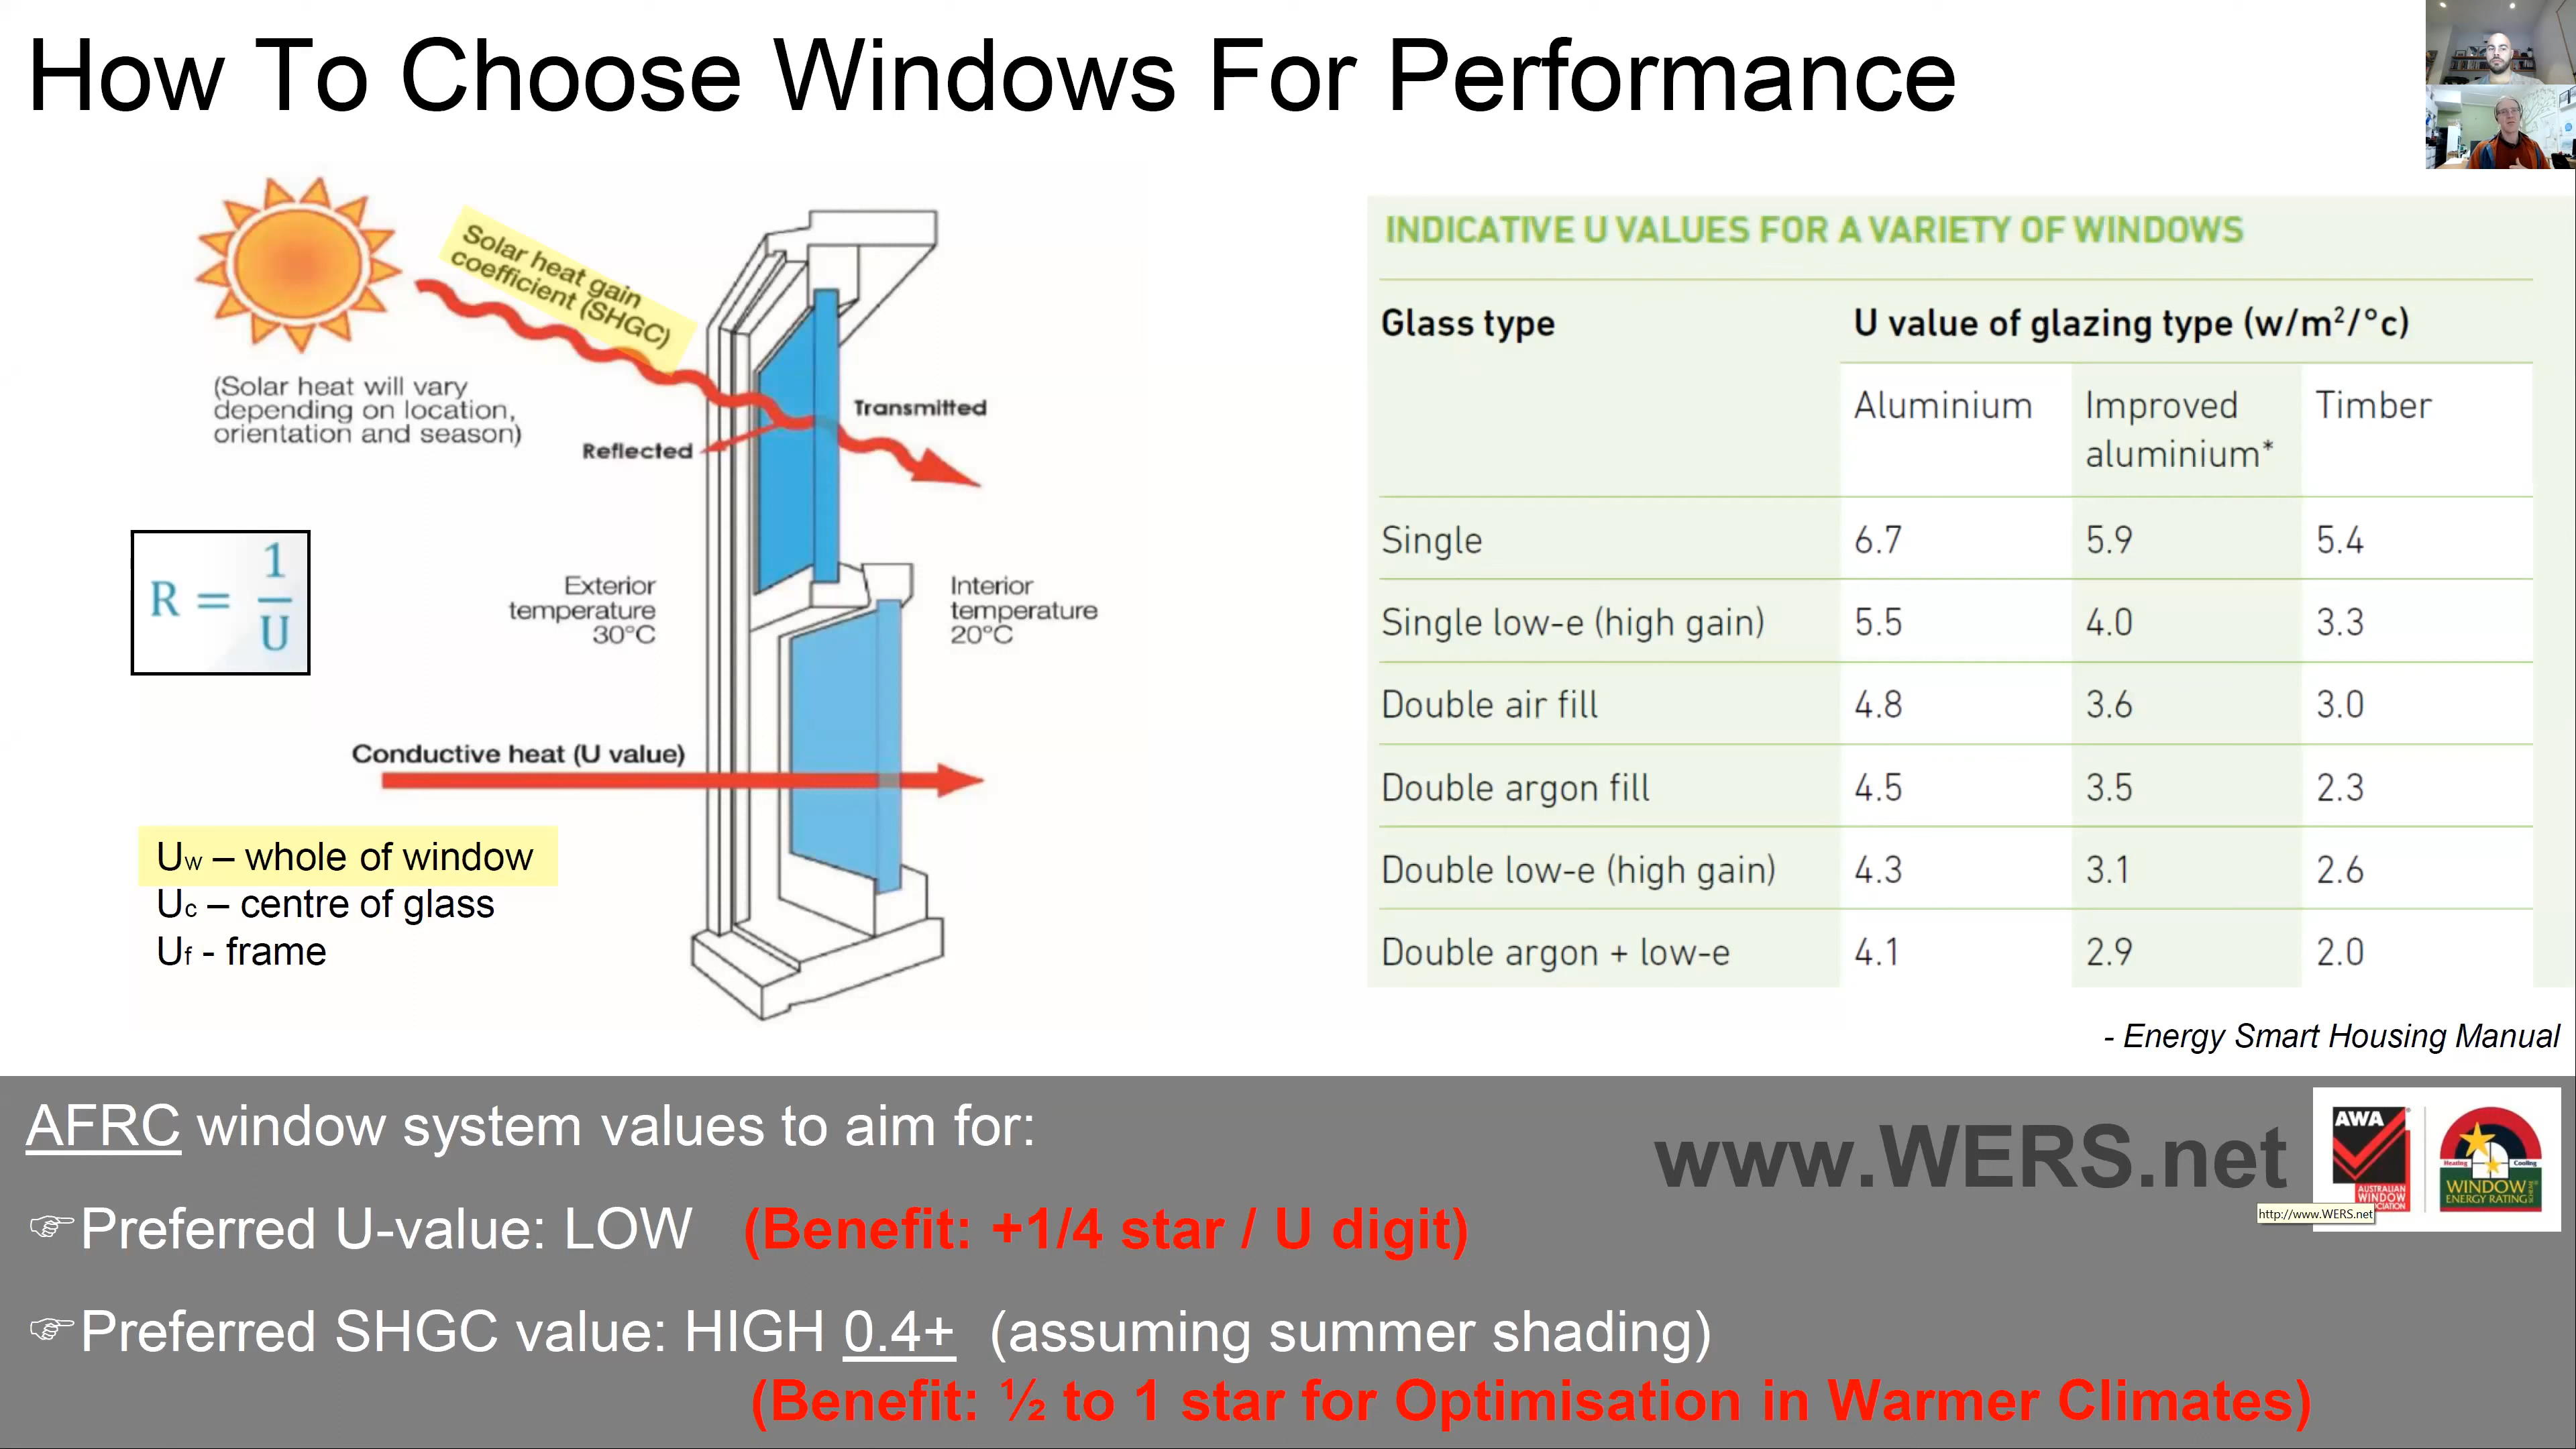 How To Choose Windows For Performance
Solar heat gain
coefficient (SHGC)
(Solar heat will vary
depending on location,
orientation and season)
Reflected
Transmitted
R = 1/U
Exterior
temperature
30°C
Interior
temperature
20°C
Conductive heat (U value)
Uw – whole of window
Uc – centre of glass
Uf - frame
INDICATIVE U VALUES FOR A VARIETY OF WINDOWS
Glass type U value of glazing type (w/m²/°c)
Aluminium Improved aluminium* Timber
Single 6.7 5.9 5.4
Single low-e (high gain) 5.5 4.0 3.3
Double air fill 4.8 3.6 3.0
Double argon fill 4.5 3.5 2.3
Double low-e (high gain) 4.3 3.1 2.6
Double argon + low-e 4.1 2.9 2.0
- Energy Smart Housing Manual
AFRC window system values to aim for:
☞Preferred U-value: LOW (Benefit: +1/4 star / U digit)
☞Preferred SHGC value: HIGH 0.4+ (assuming summer shading)
(Benefit: ½ to 1 star for Optimisation in Warmer Climates)
www.WERS.net
AWA
AUSTRALIAN
WINDOW
http://www.WERS.net
Heating Cooling
WINDOW
ENERGY RATING